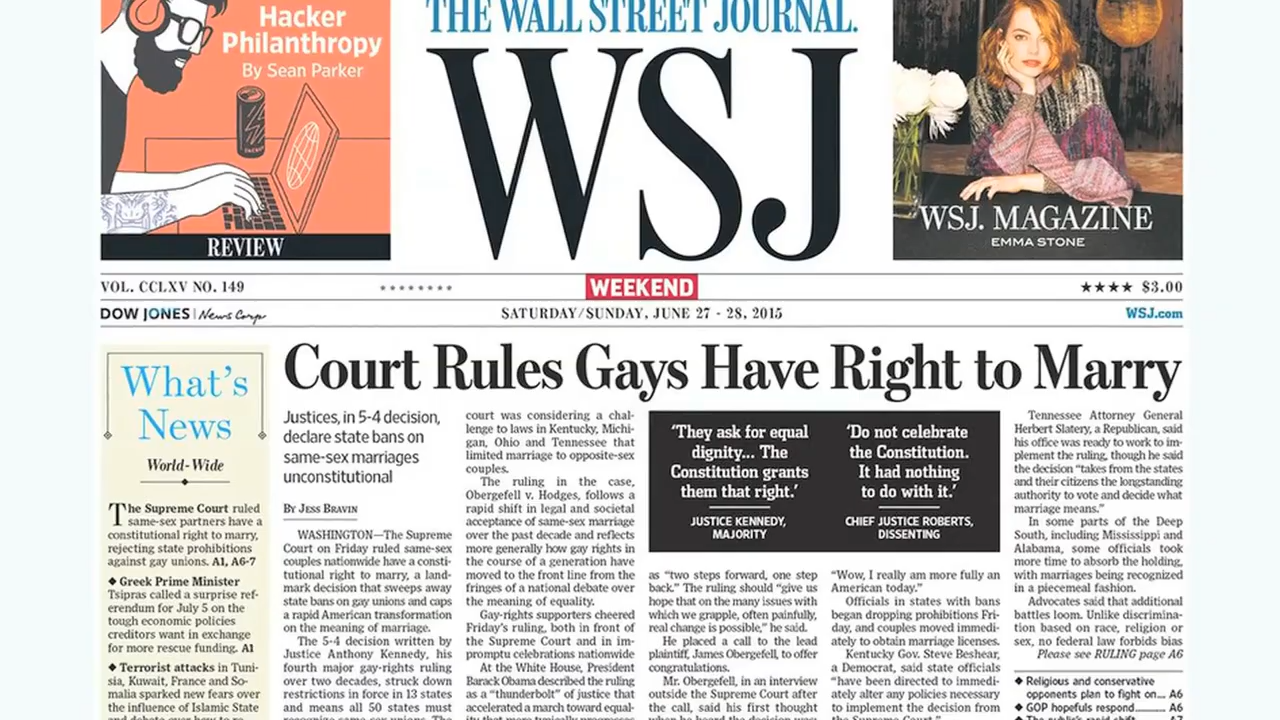 Hacker
Philanthropy
By Sean Parker
REVIEW
THE WALL STREET JOURNAL.
WSJ
WSJ. MAGAZINE
EMMA STONE
VOL. CCLXV NO. 149
WEEKEND
★★★★ $3.00
DOW JONES | News Corp
SATURDAY/SUNDAY, JUNE 27 - 28, 2015
WSJ.com
What's
News
World-Wide
The Supreme Court ruled
same-sex partners have a
constitutional right to marry,
rejecting state prohibitions
against gay unions. A1, A6-7
◆ Greek Prime Minister
Tsipras called a surprise ref-
erendum for July 5 on the
tough economic policies
creditors want in exchange
for more rescue funding. A1
◆ Terrorist attacks in Tuni-
sia, Kuwait, France and So-
malia sparked new fears over
the influence of Islamic State
Court Rules Gays Have Right to Marry
Justices, in 5-4 decision,
declare state bans on
same-sex marriages
unconstitutional
BY JESS BRAVIN
WASHINGTON—The Supreme
Court on Friday ruled same-sex
couples nationwide have a consti-
tutional right to marry, a land-
mark decision that sweeps away
state bans on gay unions and caps
a rapid American transformation
on the meaning of marriage.
The 5-4 decision written by
Justice Anthony Kennedy, his
fourth major gay-rights ruling
over two decades, struck down
restrictions in force in 13 states
and means all 50 states must
court was considering a chal-
lenge to laws in Kentucky, Michi-
gan, Ohio and Tennessee that
limited marriage to opposite-sex
couples.
The ruling in the case,
Obergefell v. Hodges, follows a
rapid shift in legal and societal
acceptance of same-sex marriage
over the past decade and reflects
more generally how gay rights in
the course of a generation have
moved to the front line from the
fringes of a national debate over
the meaning of equality.
Gay-rights supporters cheered
Friday's ruling, both in front of
the Supreme Court and in im-
promptu celebrations nationwide
At the White House, President
Barack Obama described the ruling
as a "thunderbolt" of justice that
accelerated a march toward equal-
'They ask for equal
dignity... The
Constitution grants
them that right.'
JUSTICE KENNEDY,
MAJORITY
'Do not celebrate
the Constitution.
It had nothing
to do with it.'
CHIEF JUSTICE ROBERTS,
DISSENTING
as "two steps forward, one step
back." The ruling should "give us
hope that on the many issues with
which we grapple, often painfully,
real change is possible," he said.
He placed a call to the lead
plaintiff, James Obergefell, to offer
congratulations.
Mr. Obergefell, in an interview
outside the Supreme Court after
the call, said his first thought
"Wow, I really am more fully an
American today."
Officials in states with bans
began dropping prohibitions Fri-
day, and couples moved immedi-
ately to obtain marriage licenses.
Kentucky Gov. Steve Beshear,
a Democrat, said state officials
"have been directed to immedi-
ately alter any policies necessary
to implement the decision from
the Supreme Court."
Tennessee Attorney General
Herbert Slatery, a Republican, said
his office was ready to work to im-
plement the ruling, though he said
the decision "takes from the states
and their citizens the longstanding
authority to vote and decide what
marriage means."
In some parts of the Deep
South, including Mississippi and
Alabama, some officials took
more time to absorb the holding,
with marriages being recognized
in a piecemeal fashion.
Advocates said that additional
battles loom. Unlike discrimina-
tion based on race, religion or
sex, no federal law forbids bias
Please see RULING page A6
◆ Religious and conservative
opponents plan to fight on.... A6
◆ GOP hopefuls respond.......... A6